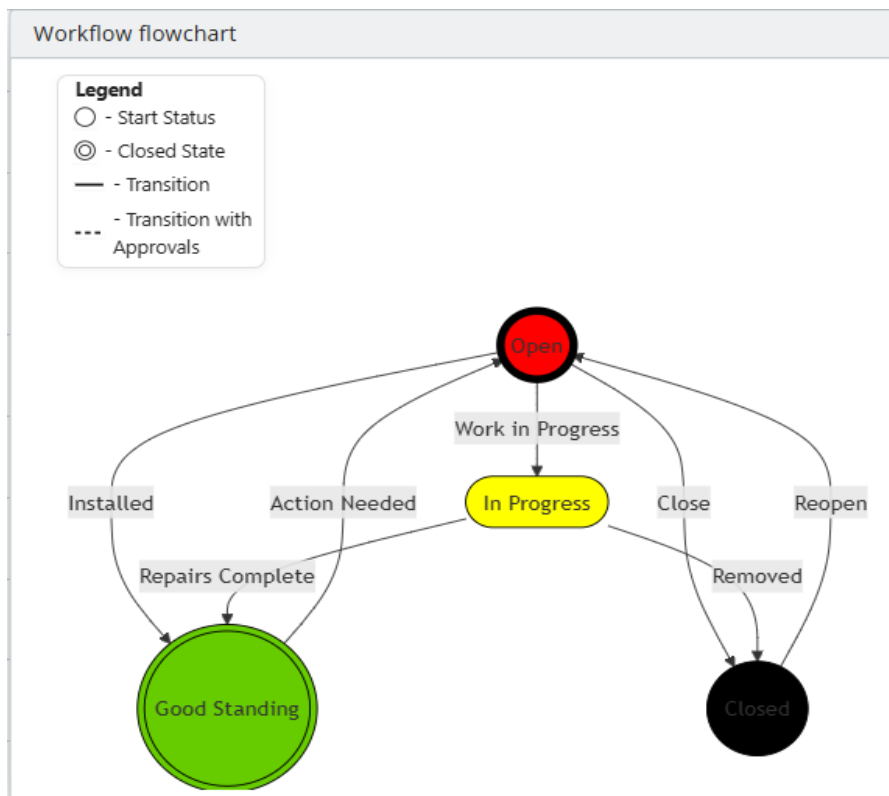 Workflow flowchart
Legend
- Start Status
- Closed State
- Transition
- Transition with
Approvals
Open
Work in Progress
Installed
Action Needed
In Progress
Close
Reopen
Repairs Complete
Removed
Good Standing
Closed